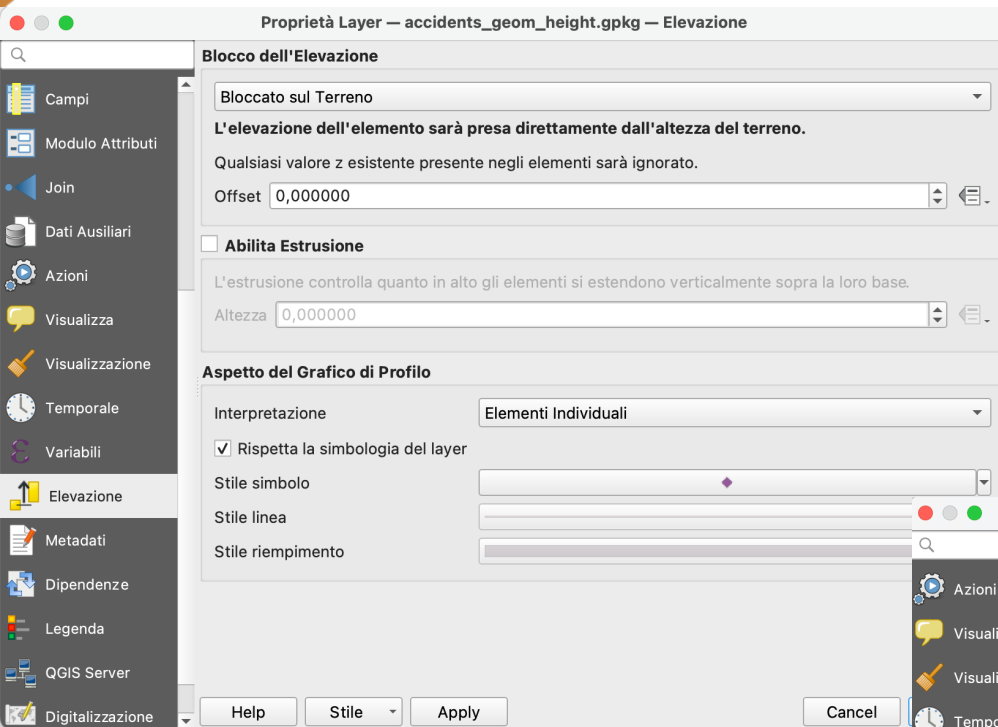 Proprietà Layer — accidents_geom_height.gpkg — Elevazione
Campi
Modulo Attributi
Join
Dati Ausiliari
Azioni
Visualizza
Visualizzazione
Temporale
Variabili
Elevazione
Metadati
Dipendenze
Legenda
QGIS Server
Digitalizzazione
Blocco dell'Elevazione
Bloccato sul Terreno
L'elevazione dell'elemento sarà presa direttamente dall'altezza del terreno.
Qualsiasi valore z esistente presente negli elementi sarà ignorato.
Offset 0,000000
Abilita Estrusione
L'estrusione controlla quanto in alto gli elementi si estendono verticalmente sopra la loro base.
Altezza 0,000000
Aspetto del Grafico di Profilo
Interpretazione Elementi Individuali
Rispetta la simbologia del layer
Stile simbolo
Stile linea
Stile riempimento
Help Stile Apply Cancel
Azioni
Visuali
Visuali
Tempo